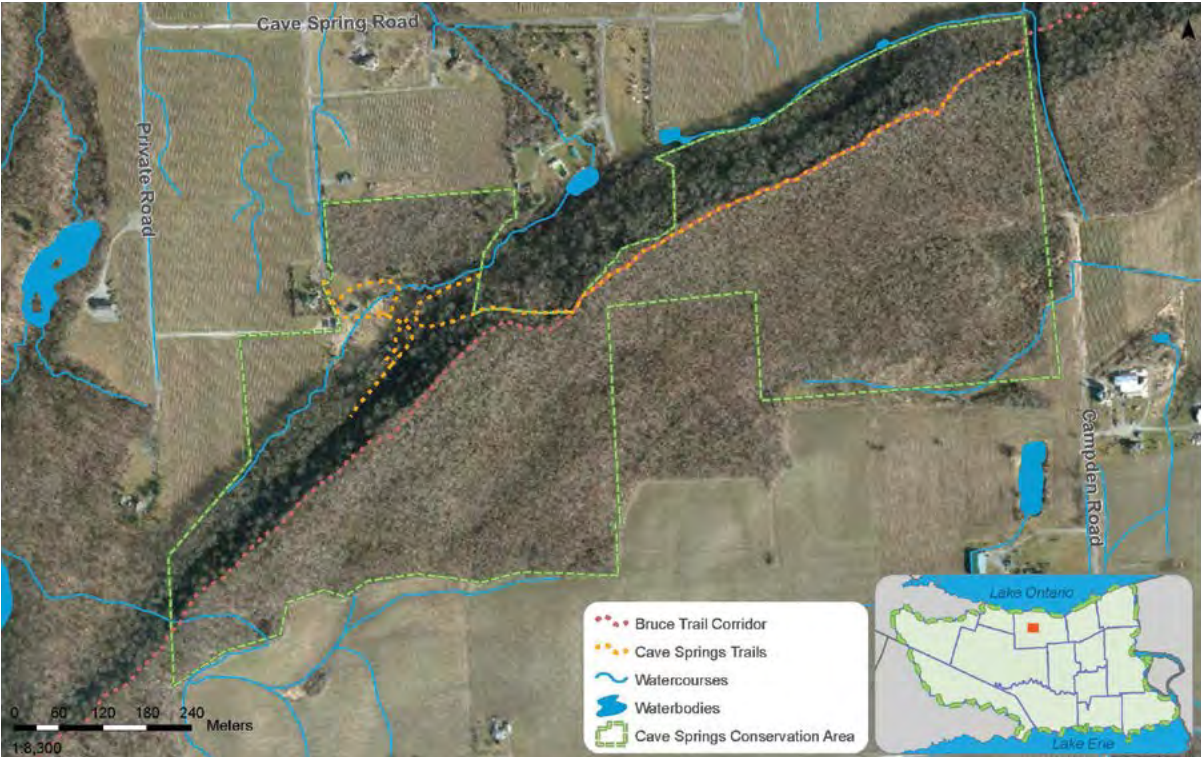 Cave Spring Road
Private Road
Campden Road
Bruce Trail Corridor
Cave Springs Trails
Watercourses
Waterbodies
Cave Springs Conservation Area
Lake Ontario
Lake Erie
0 60 120 180 240
Meters
1:8,300